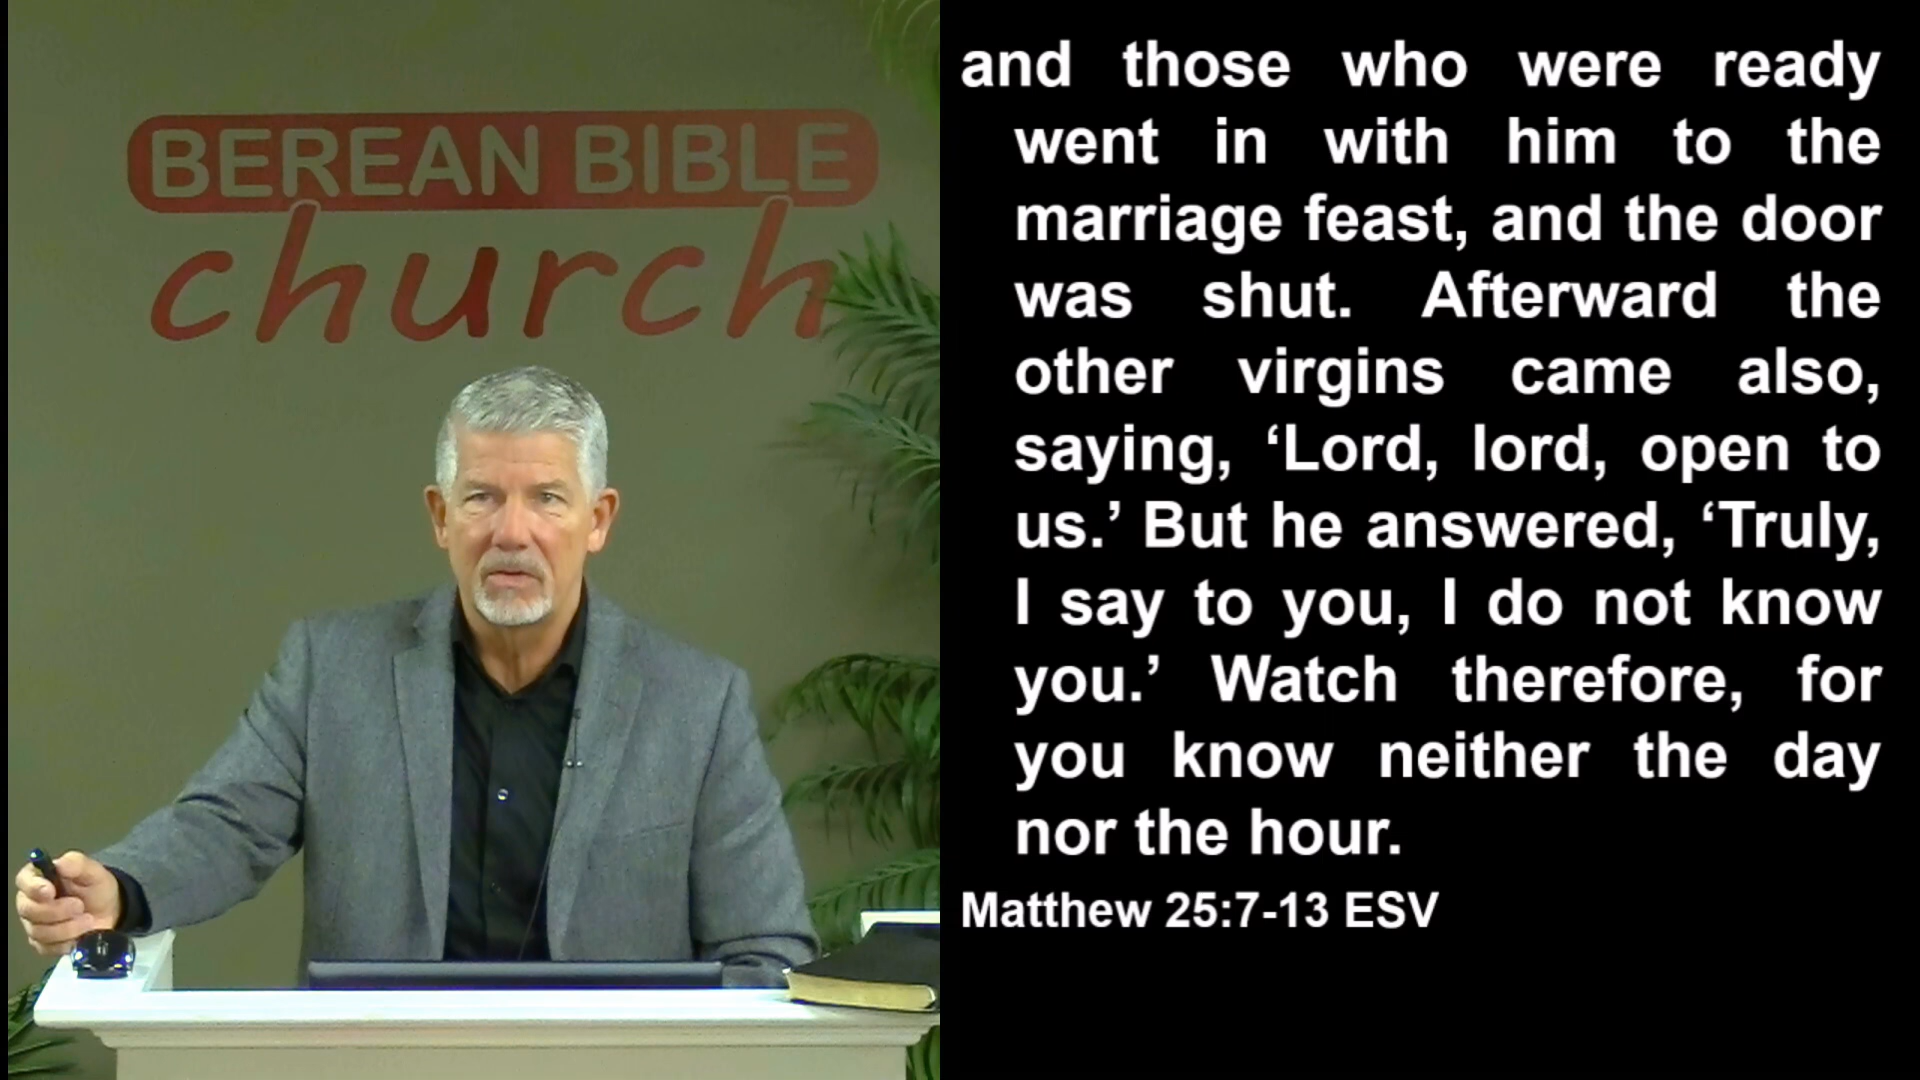 BEREAN BIBLE
church
and those who were ready
went in with him to the
marriage feast, and the door
was shut. Afterward the
other virgins came also,
saying, ‘Lord, lord, open to
us.’ But he answered, ‘Truly,
I say to you, I do not know
you.’ Watch therefore, for
you know neither the day
nor the hour.
Matthew 25:7-13 ESV